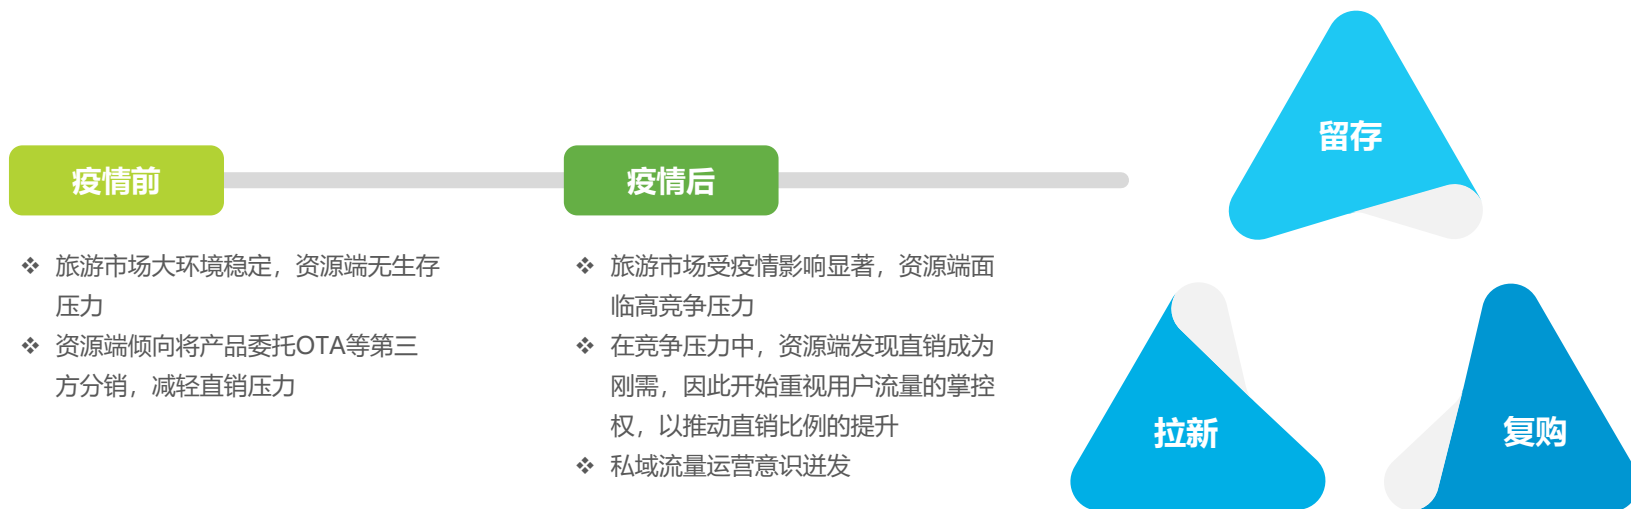 疫情前
❖ 旅游市场大环境稳定，资源端无生存
压力
❖ 资源端倾向将产品委托OTA等第三
方分销，减轻直销压力
疫情后
❖ 旅游市场受疫情影响显著，资源端面
临高竞争压力
❖ 在竞争压力中，资源端发现直销成为
刚需，因此开始重视用户流量的掌控
权，以推动直销比例的提升
❖ 私域流量运营意识迸发
留存
拉新
复购